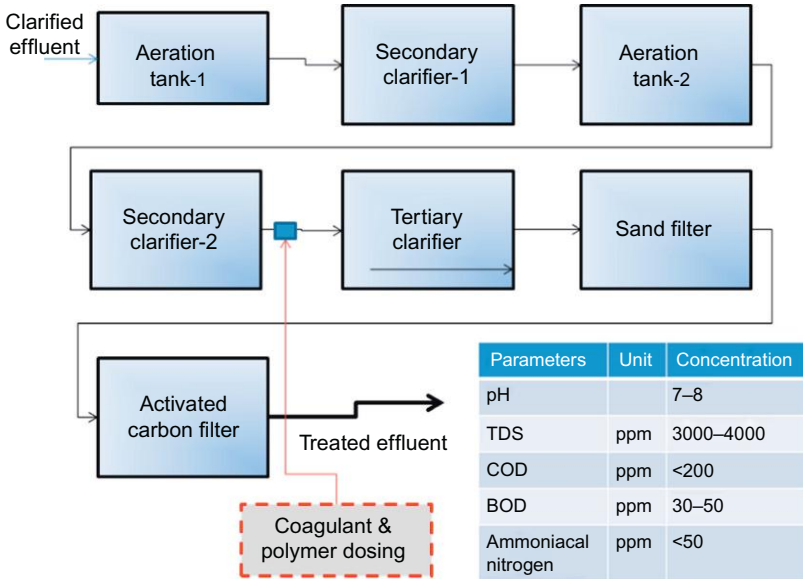 Clarified
effluent
Aeration
tank-1
Secondary
clarifier-1
Aeration
tank-2
Secondary
clarifier-2
Tertiary
clarifier
Sand filter
Activated
carbon filter
Treated effluent
Coagulant &
polymer dosing
Parameters Unit Concentration
pH 7–8
TDS ppm 3000–4000
COD ppm <200
BOD ppm 30–50
Ammoniacal ppm <50
nitrogen